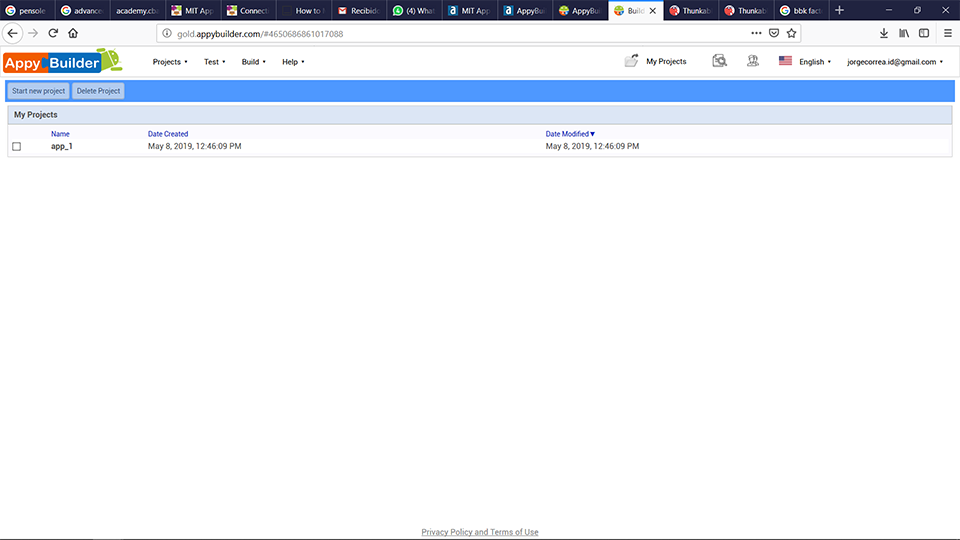 pensole advance academy.cba MIT App Connecti How to M Recibido (4) What MIT App AppyBui AppyBu Build Thunkab Thunkab bbk fact
gold.appybuilder.com/#4650686861017088
Appy Builder Projects Test Build Help My Projects English jorgecorrea.id@gmail.com
Start new project Delete Project
My Projects
Name Date Created Date Modified
app_1 May 8, 2019, 12:46:09 PM May 8, 2019, 12:46:09 PM
Privacy Policy and Terms of Use